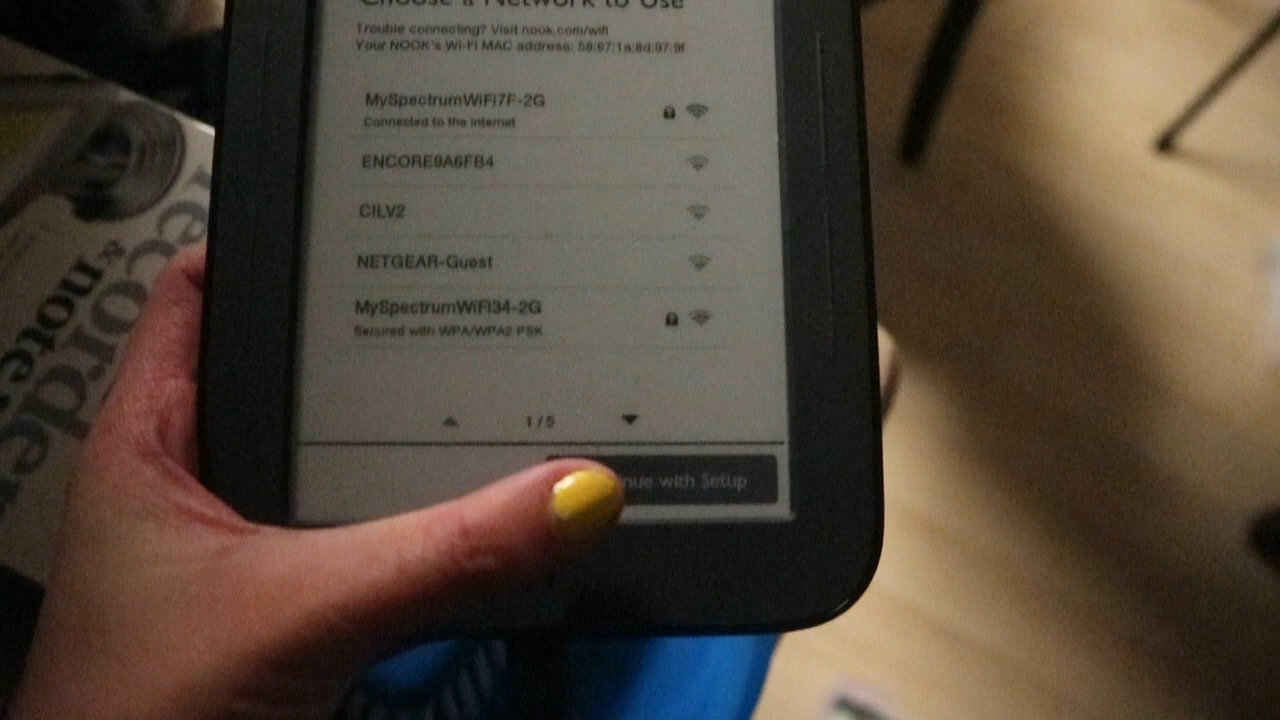 Choose a Network to Use
Trouble connecting? Visit nook.com/wifi
Your NOOK's Wi-Fi MAC address: 58:67:1a:8d:97:9f
MySpectrumWiFi7F-2G
Connected to the Internet
ENCORE9A6FB4
CILV2
NETGEAR-Guest
MySpectrumWiFi34-2G
Secured with WPA/WPA2 PSK
1 / 5
nue with Setup
recorder
& note